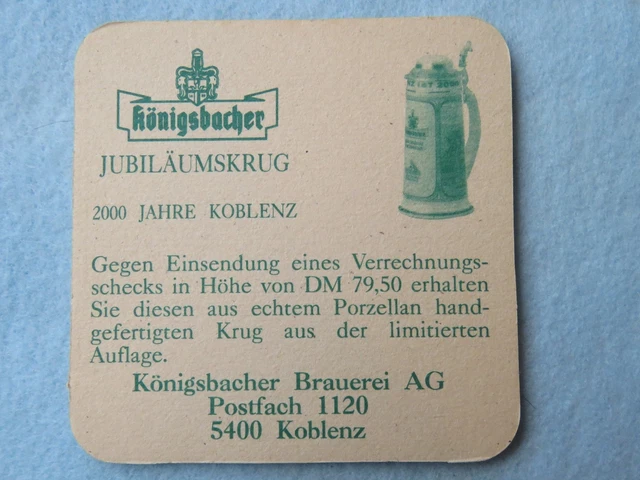 Königsbacher
JUBILÄUMSKRUG
2000 JAHRE KOBLENZ
Gegen Einsendung eines Verrechnungs-
schecks in Höhe von DM 79,50 erhalten
Sie diesen aus echtem Porzellan hand-
gefertigten Krug aus der limitierten
Auflage.
Königsbacher Brauerei AG
Postfach 1120
5400 Koblenz